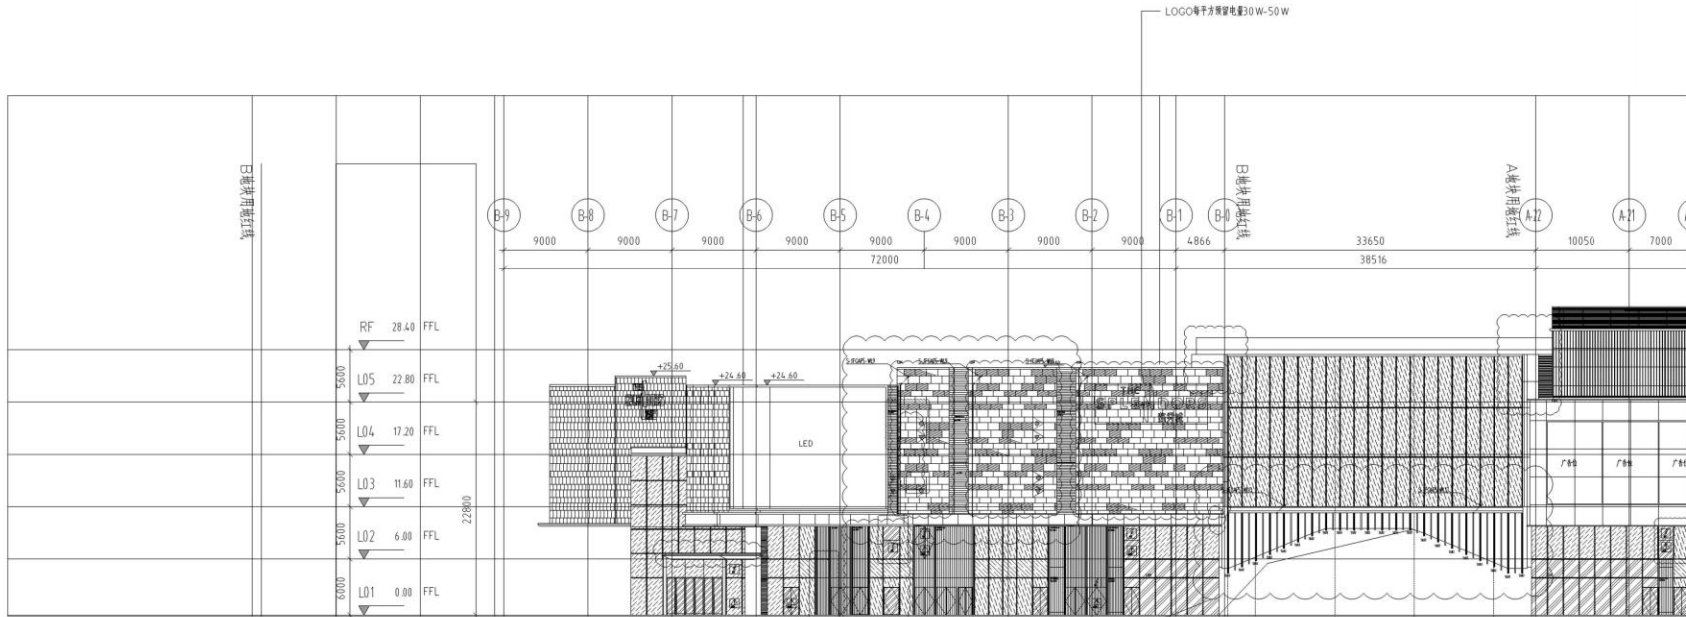 LOGO每平方预留电量30W-50W
B地块用地红线
B地块用地红线
A地块用地红线
B-9
B-8
B-7
B-6
B-5
B-4
B-3
B-2
B-1
B-0
A-22
A-21
9000
9000
9000
9000
9000
9000
9000
9000
4866
33650
10050
7000
72000
38516
RF 28.40 FFL
L05 22.80 FFL
L04 17.20 FFL
L03 11.60 FFL
L02 6.00 FFL
L01 0.00 FFL
5600
5600
5600
5600
6000
22800
+25.60
+24.60
+24.60
LED
广告位
广告位